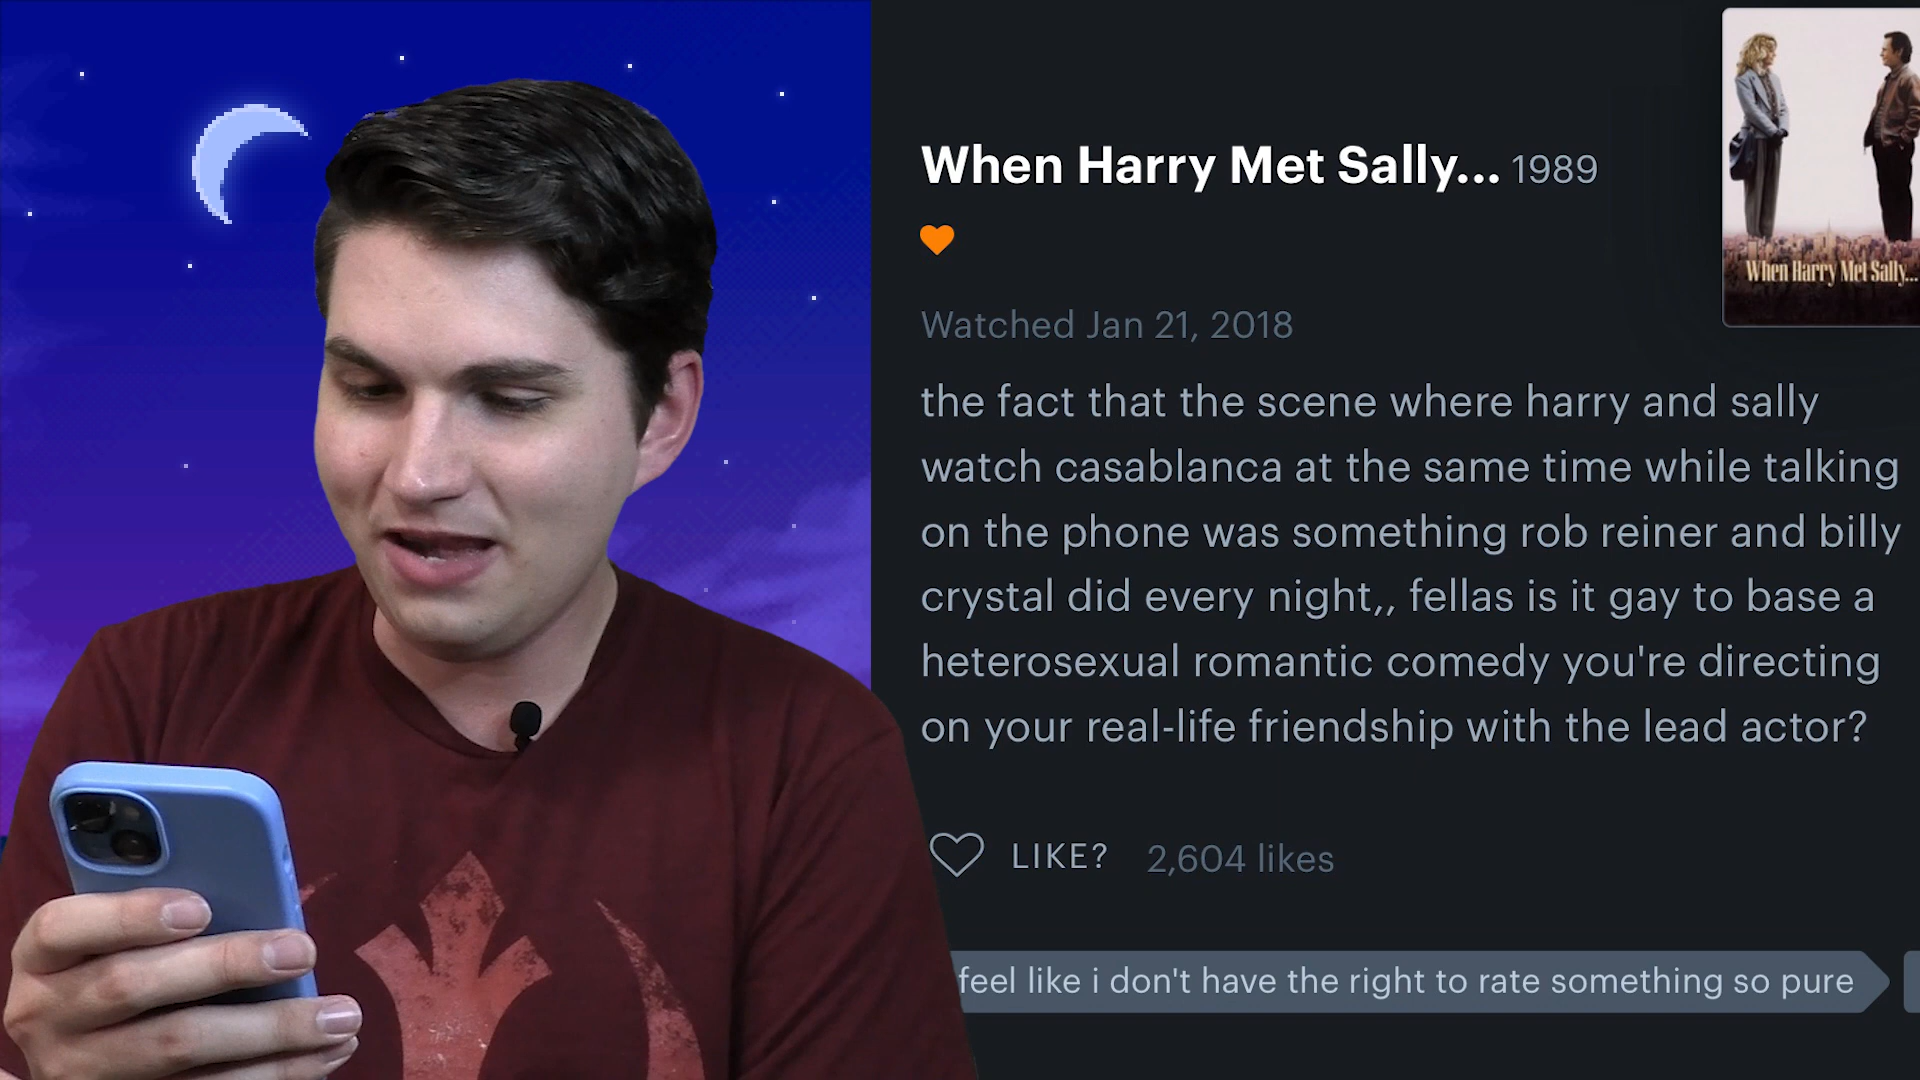 When Harry Met Sally... 1989
When Harry Met Sally...
Watched Jan 21, 2018
the fact that the scene where harry and sally
watch casablanca at the same time while talking
on the phone was something rob reiner and billy
crystal did every night,, fellas is it gay to base a
heterosexual romantic comedy you're directing
on your real-life friendship with the lead actor?
LIKE? 2,604 likes
feel like i don't have the right to rate something so pure